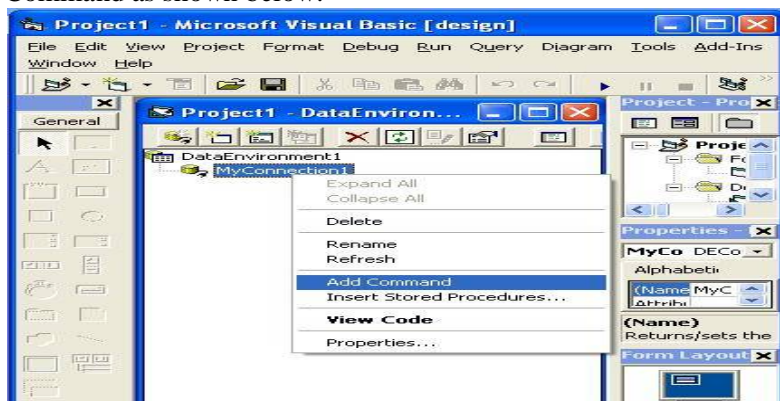 Command as shown below:
Project1 - Microsoft Visual Basic [design]
File Edit View Project Format Debug Run Query Diagram Tools Add-Ins
Window Help
General
Project1 - DataEnviron...
DataEnvironment1
MyConnection1
Expand All
Collapse All
Delete
Rename
Refresh
Add Command
Insert Stored Procedures...
View Code
Properties...
Project - Pro
Proje
Properties -
MyCo DECo
Alphabeti
(Name MyC
Attribu
(Name)
Returns/sets the
Form Layout